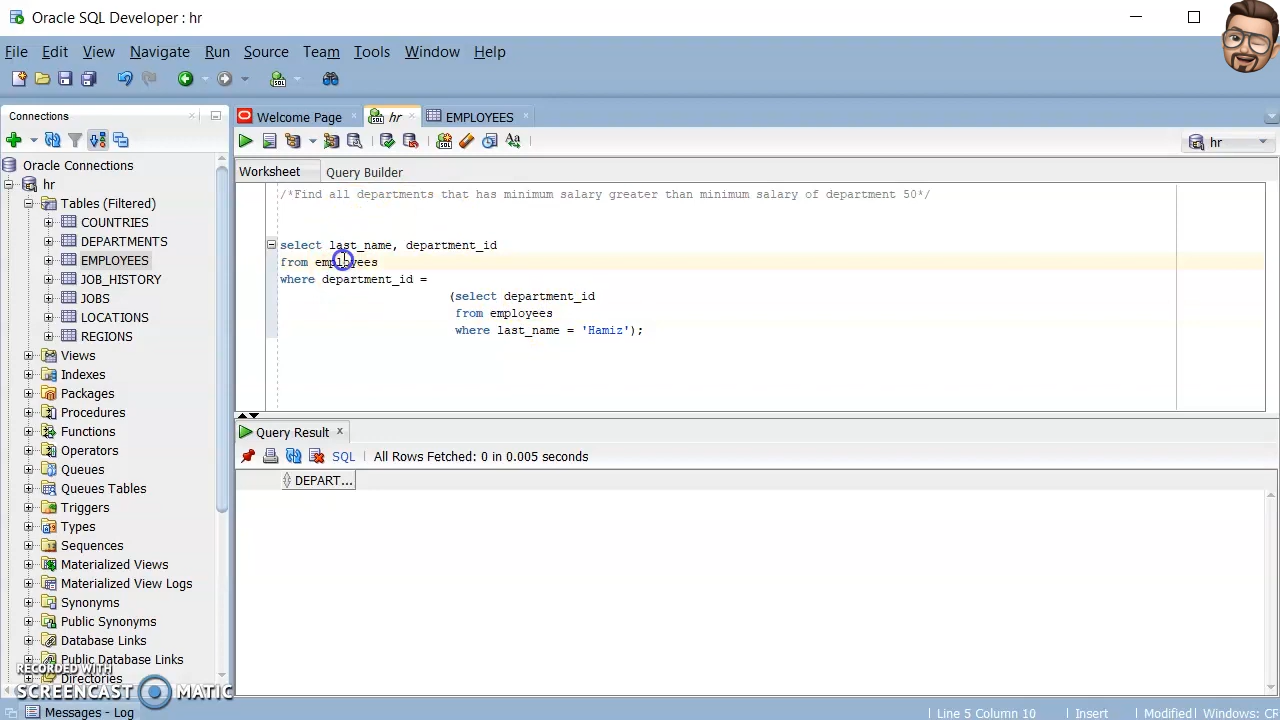 Oracle SQL Developer : hr
File Edit View Navigate Run Source Team Tools Window Help
Connections
Welcome Page
hr
EMPLOYEES
hr
Worksheet Query Builder
Oracle Connections
hr
Tables (Filtered)
COUNTRIES
DEPARTMENTS
EMPLOYEES
JOB_HISTORY
JOBS
LOCATIONS
REGIONS
Views
Indexes
Packages
Procedures
Functions
Operators
Queues
Queues Tables
Triggers
Types
Sequences
Materialized Views
Materialized View Logs
Synonyms
Public Synonyms
Database Links
Public Database Links
Directories
/*Find all departments that has minimum salary greater than minimum salary of department 50*/
select last_name, department_id
from employees
where department_id =
(select department_id
from employees
where last_name = 'Hamiz');
Query Result
SQL All Rows Fetched: 0 in 0.005 seconds
DEPART...
RECORDED WITH
SCREENCAST MATIC
Messages - Log
Line 5 Column 10 Insert Modified Windows: CR